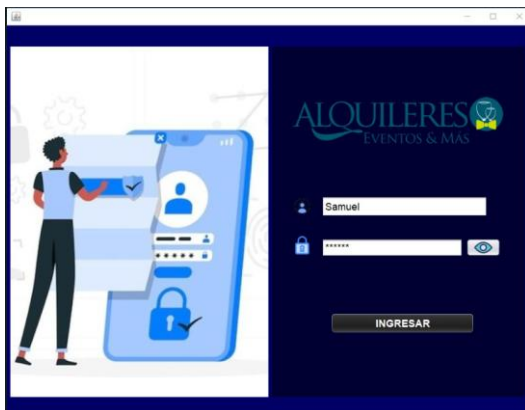 ALQUILERES
EVENTOS & MÁS
Samuel
******
INGRESAR